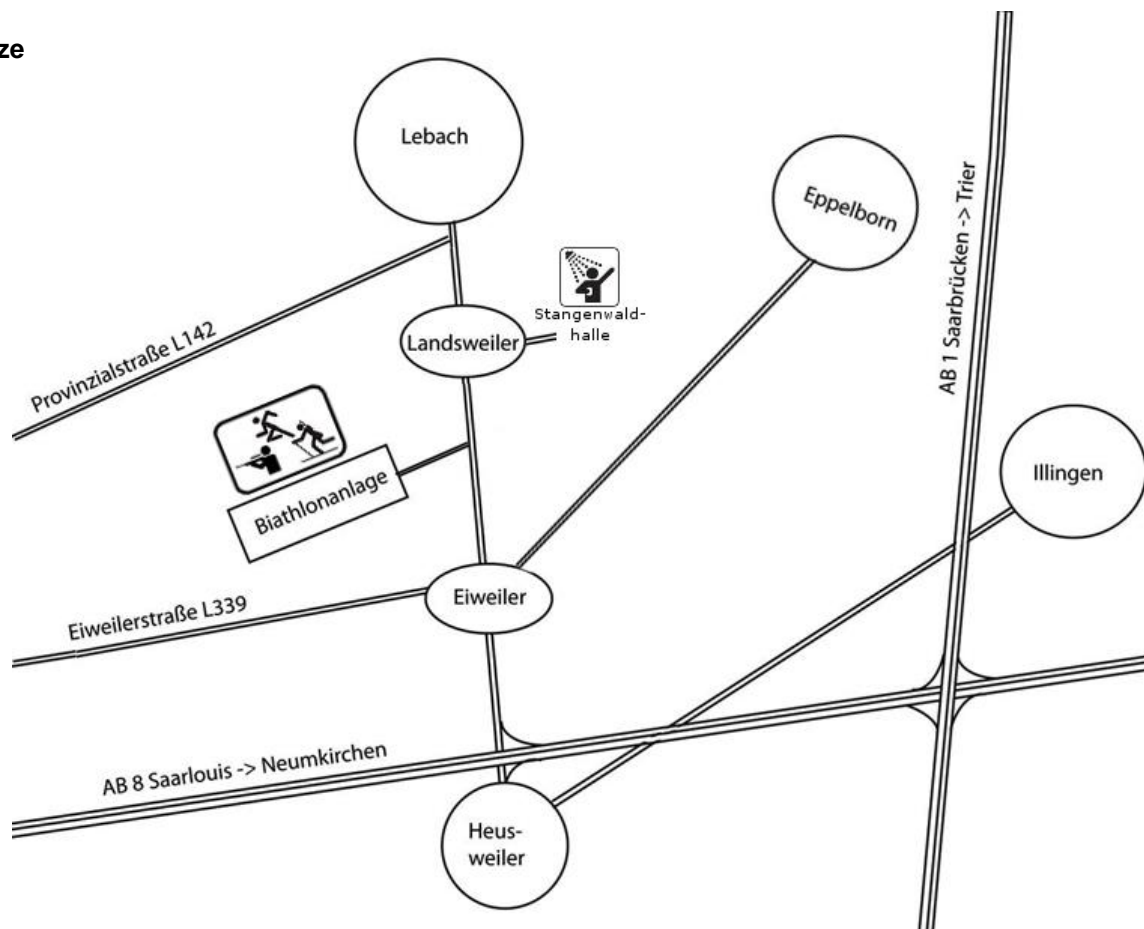 ze
Lebach
Eppelborn
AB 1 Saarbrücken -> Trier
Stangenwald-
halle
Landsweiler
Provinzialstraße L142
Illingen
Biathlonanlage
Eiweiler
Eiweilerstraße L339
AB 8 Saarlouis -> Neumkirchen
Heus-
weiler